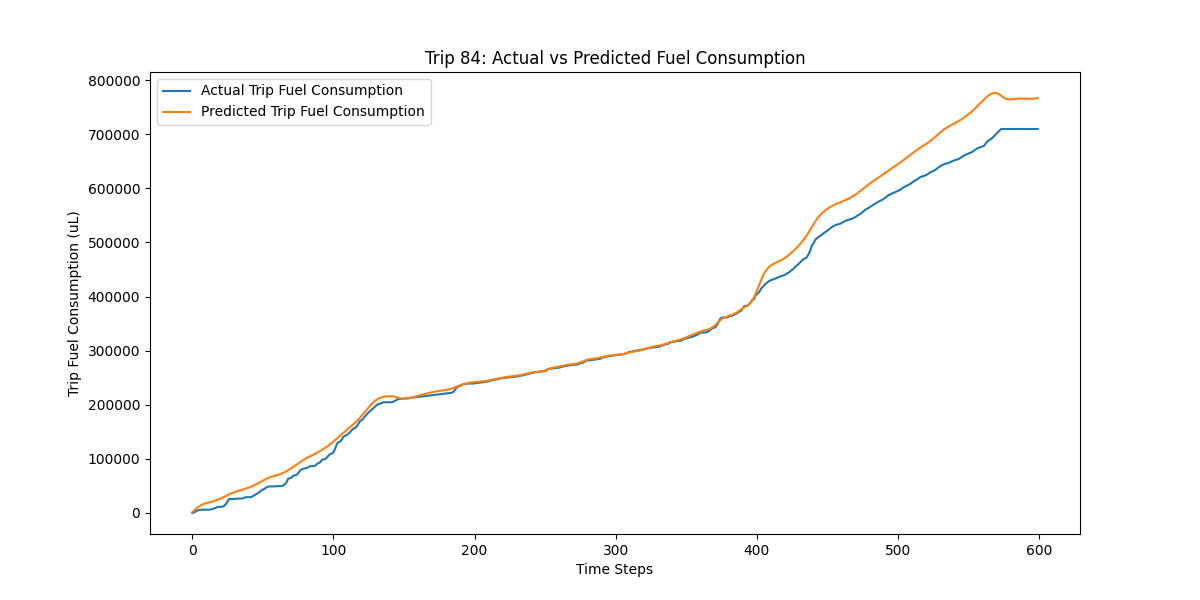 Trip 84: Actual vs Predicted Fuel Consumption
Actual Trip Fuel Consumption
Predicted Trip Fuel Consumption
Trip Fuel Consumption (uL)
800000
700000
600000
500000
400000
300000
200000
100000
0
0 100 200 300 400 500 600
Time Steps